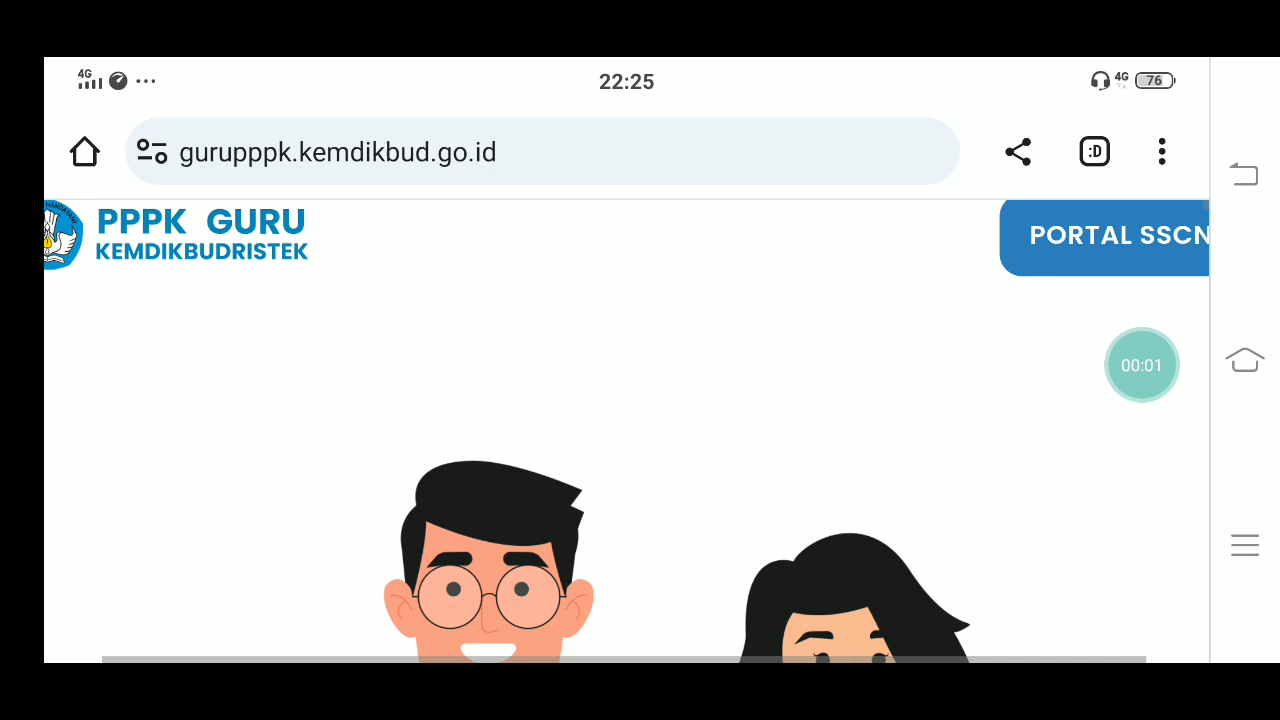 4G
22:25
4G
76
gurupppk.kemdikbud.go.id
:D
PPPK GURU
KEMDIKBUDRISTEK
PORTAL SSCN
00:01